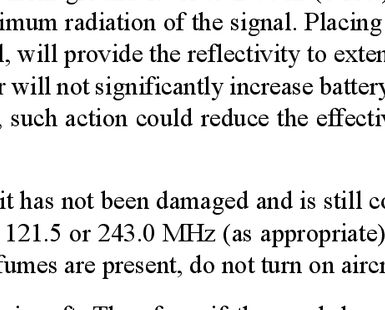 imum radiation of the signal. Placing
, will provide the reflectivity to exten
r will not significantly increase battery
, such action could reduce the effectiv
it has not been damaged and is still co
121.5 or 243.0 MHz (as appropriate)
fumes are present, do not turn on aircr